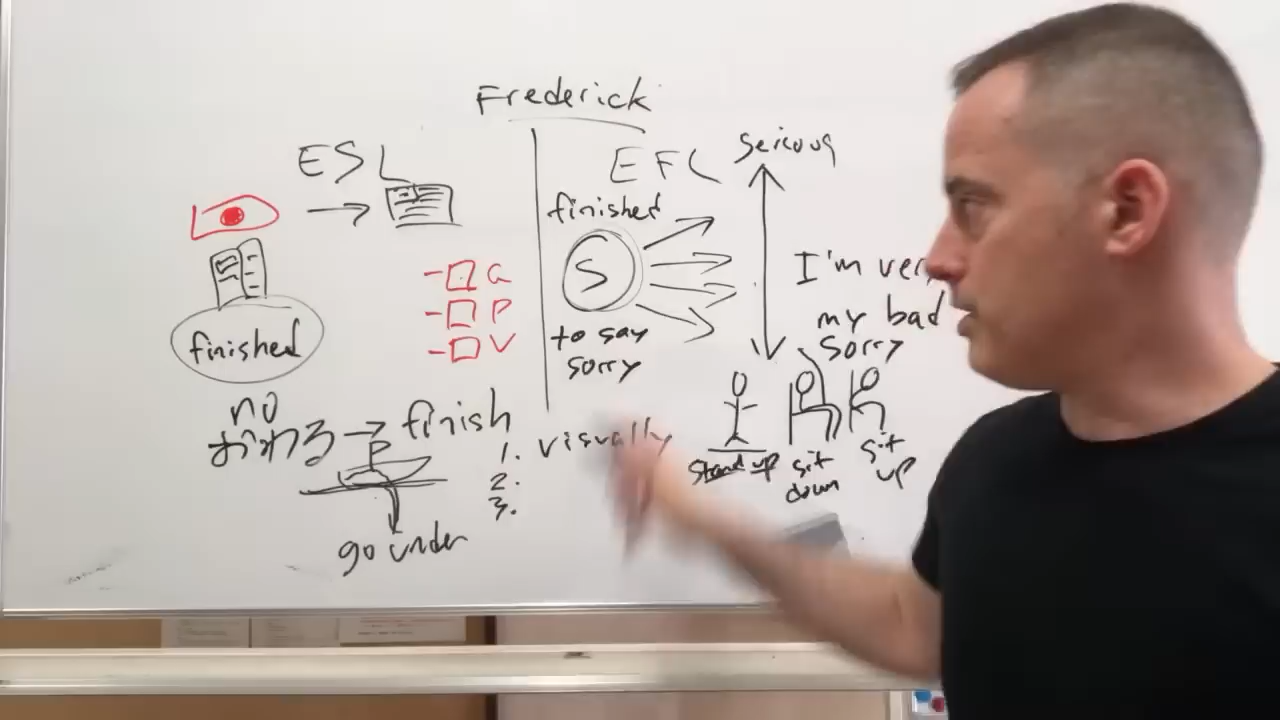 Frederick
ESL
EFL
serious
finished
S
to say
sorry
G
P
V
I'm very
my bad
sorry
finished
no
おわる → finish
go under
1. visually
2.
3.
stand up
sit
down
sit
up